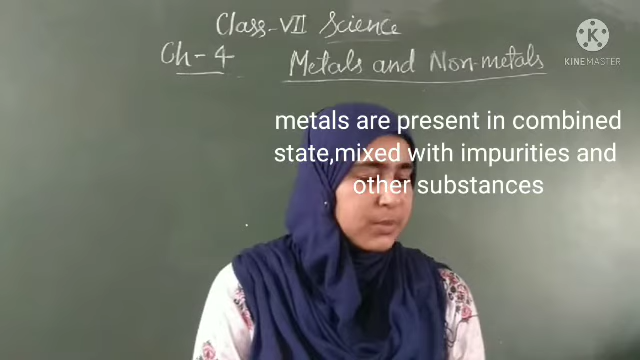 Class-VII Science
Ch-4 Metals and Non-metals
KINEMASTER
metals are present in combined
state,mixed with impurities and
other substances